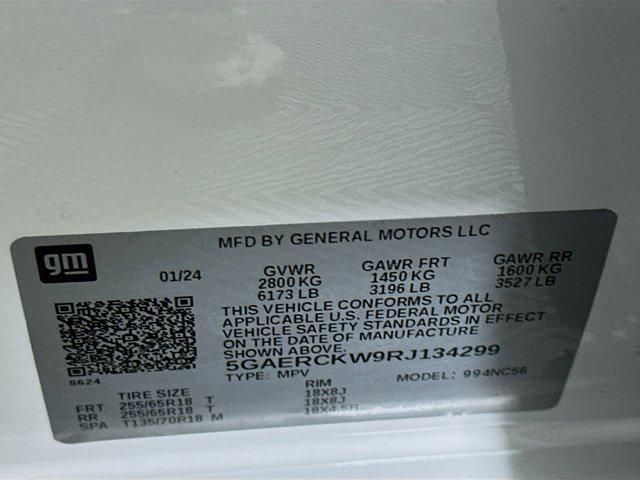 gm
MFD BY GENERAL MOTORS LLC
01/24 GVWR GAWR FRT GAWR RR
2800 KG 1450 KG 1600 KG
6173 LB 3196 LB 3527 LB
THIS VEHICLE CONFORMS TO ALL
APPLICABLE U.S. FEDERAL MOTOR
VEHICLE SAFETY STANDARDS IN EFFECT
ON THE DATE OF MANUFACTURE
SHOWN ABOVE.
5GAERCKW9RJ134299
8624 TYPE: MPV MODEL: 994NC56
TIRE SIZE RIM
FRT 255/65R18 T 18X8J
RR 255/65R18 T 18X8J
SPA T135/70R18 M 18X4.5B